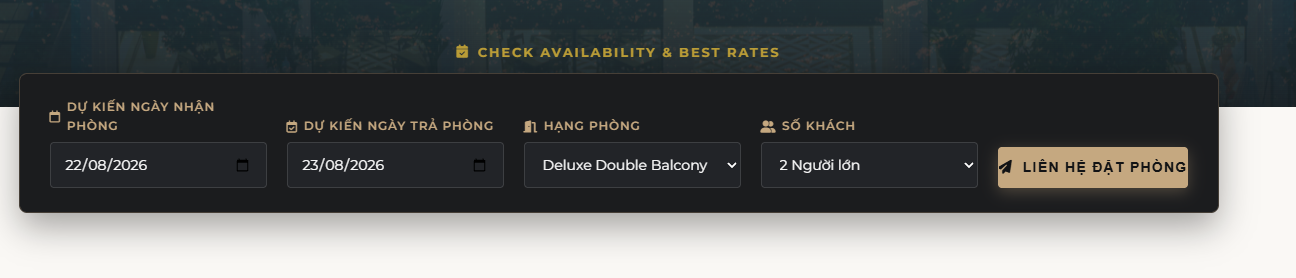 CHECK AVAILABILITY & BEST RATES
DỰ KIẾN NGÀY NHẬN
PHÒNG
22/08/2026
DỰ KIẾN NGÀY TRẢ PHÒNG
23/08/2026
HẠNG PHÒNG
Deluxe Double Balcony
SỐ KHÁCH
2 Người lớn
LIÊN HỆ ĐẶT PHÒNG